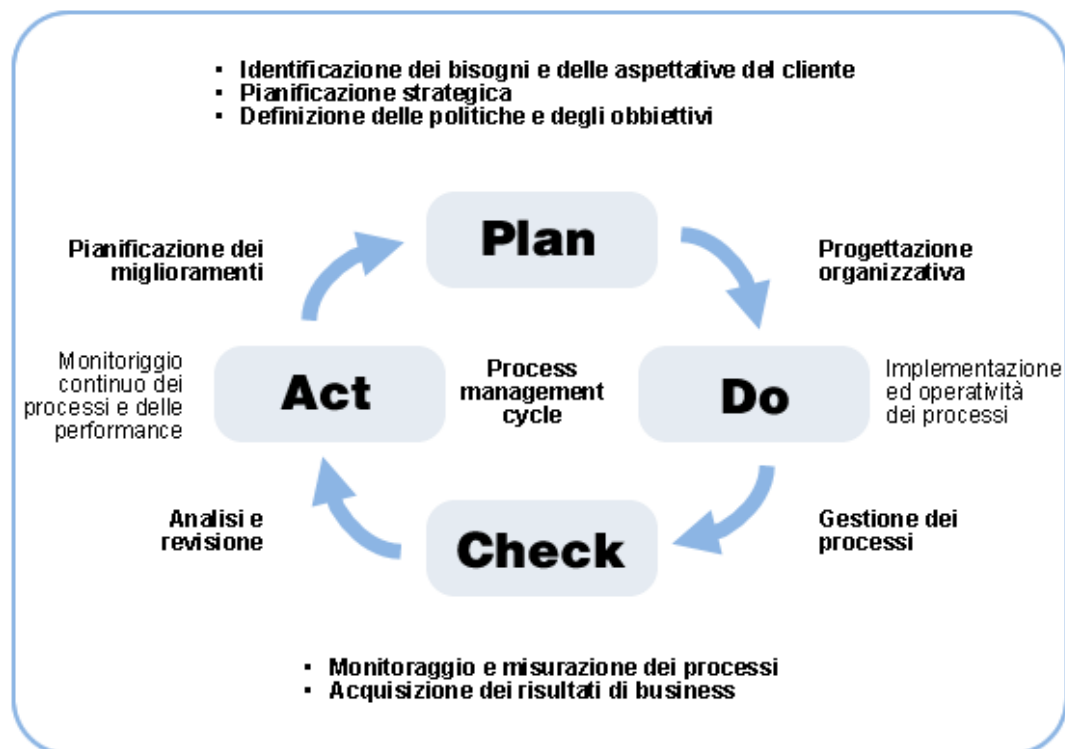 ▪ Identificazione dei bisogni e delle aspettative del cliente
▪ Pianificazione strategica
▪ Definizione delle politiche e degli obbiettivi
Plan
Pianificazione dei
miglioramenti
Progettazione
organizzativa
Monitoriggio
continuo dei
processi e delle
performance
Act
Process
management
cycle
Do
Implementazione
ed operatività
dei processi
Analisi e
revisione
Check
Gestione dei
processi
▪ Monitoraggio e misurazione dei processi
▪ Acquisizione dei risultati di business